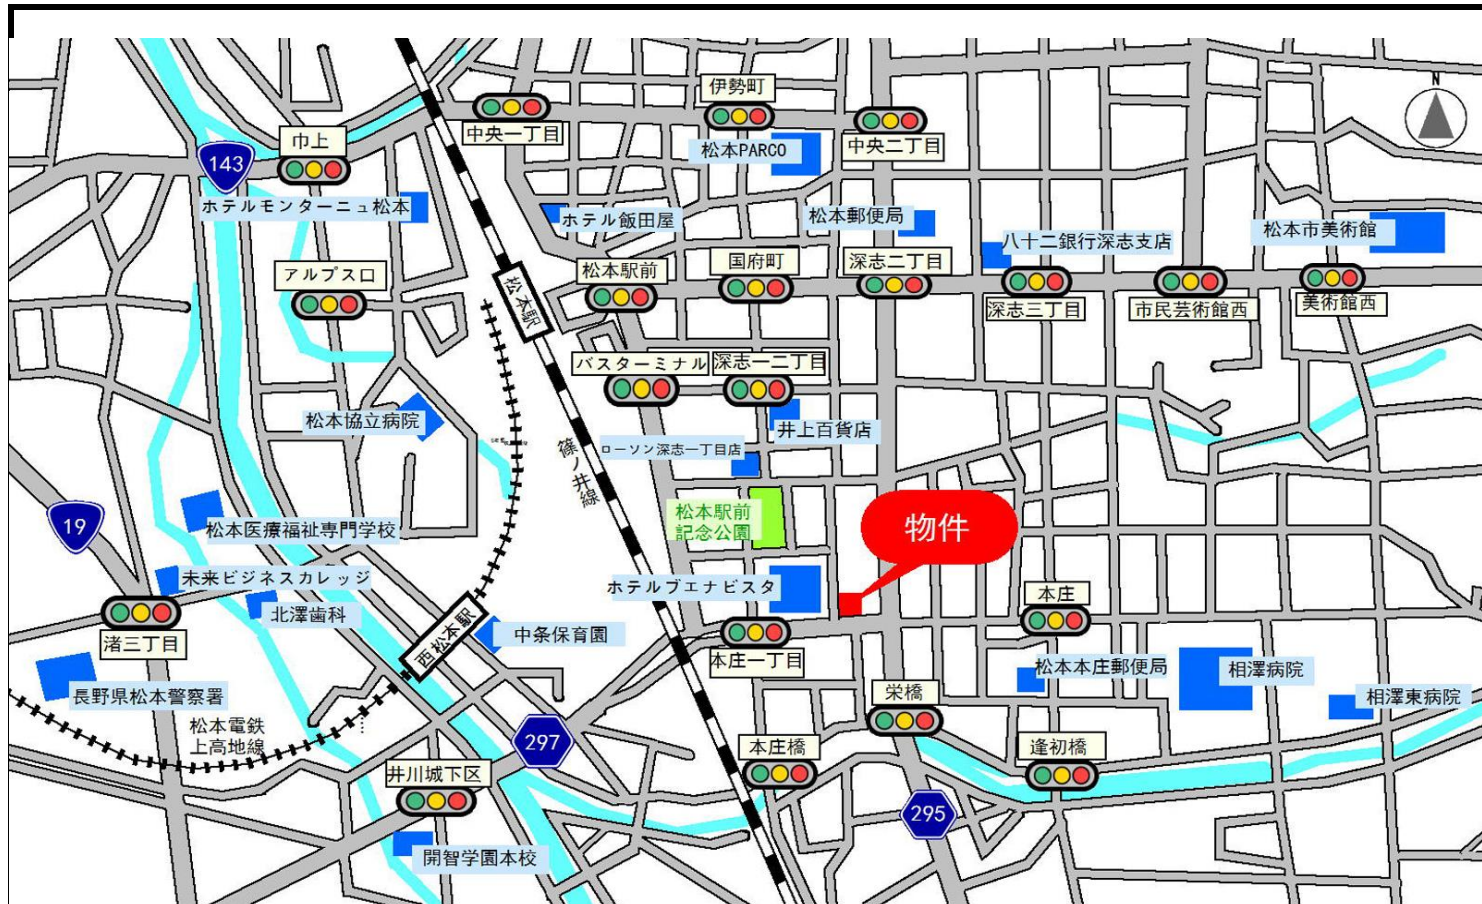 N
伊勢町
中央一丁目
中央二丁目
巾上
143
松本PARCO
ホテルモンターニュ松本
ホテル飯田屋
松本郵便局
八十二銀行深志支店
松本市美術館
アルプス口
松本駅
松本駅前
国府町
深志二丁目
深志三丁目
市民芸術館西
美術館西
バスターミナル
深志一二丁目
松本協立病院
井上百貨店
ローソン深志一丁目店
篠ノ井線
19
松本医療福祉専門学校
松本駅前
記念公園
物件
未来ビジネスカレッジ
北澤歯科
ホテルブエナビスタ
本庄
渚三丁目
西松本駅
中条保育園
本庄一丁目
長野県松本警察署
松本本庄郵便局
相澤病院
相澤東病院
栄橋
松本電鉄
上高地線
297
本庄橋
逢初橋
井川城下区
295
開智学園本校